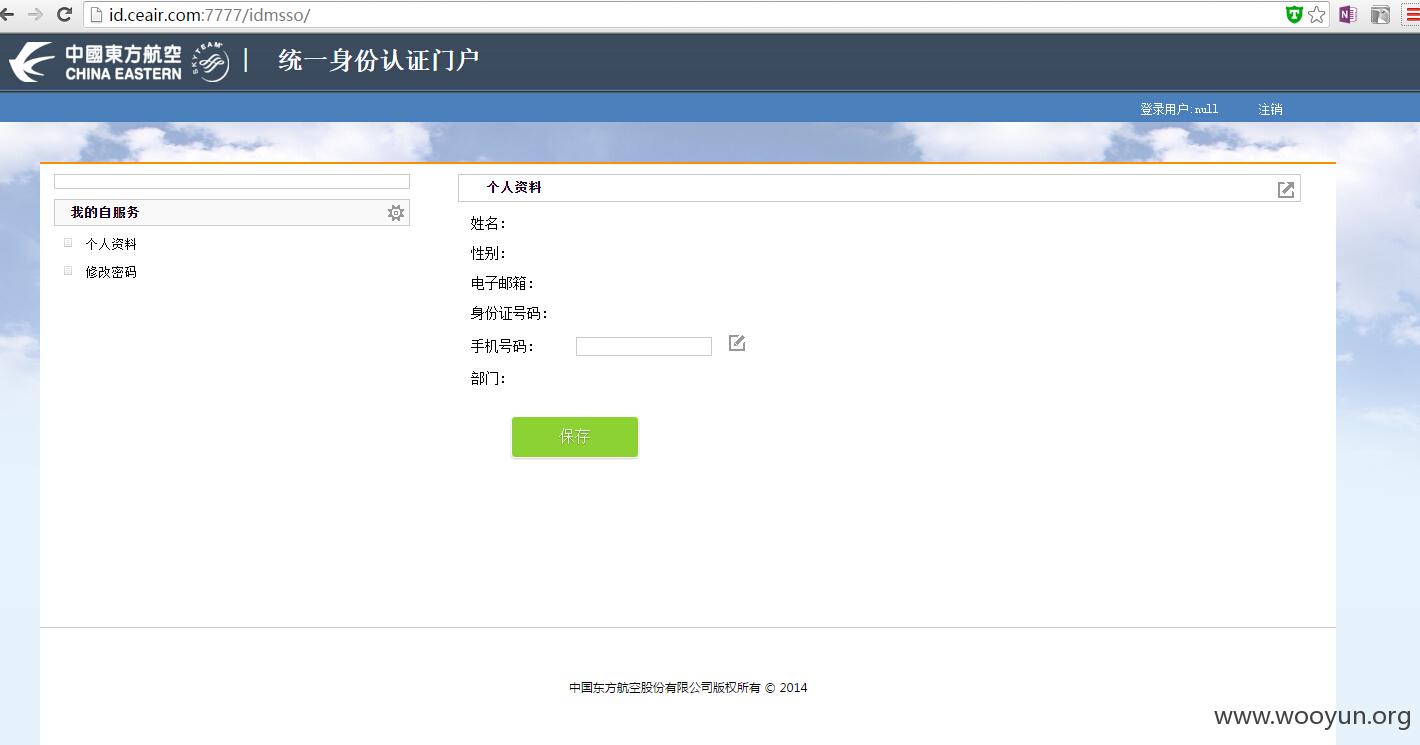 id.ceair.com:7777/idmsso/
中國東方航空 CHINA EASTERN SKYTEAM | 统一身份认证门户
登录用户:null 注销
我的自服务
个人资料
修改密码
个人资料
姓名:
性别:
电子邮箱:
身份证号码:
手机号码:
部门:
保存
中国东方航空股份有限公司版权所有 © 2014
www.wooyun.org